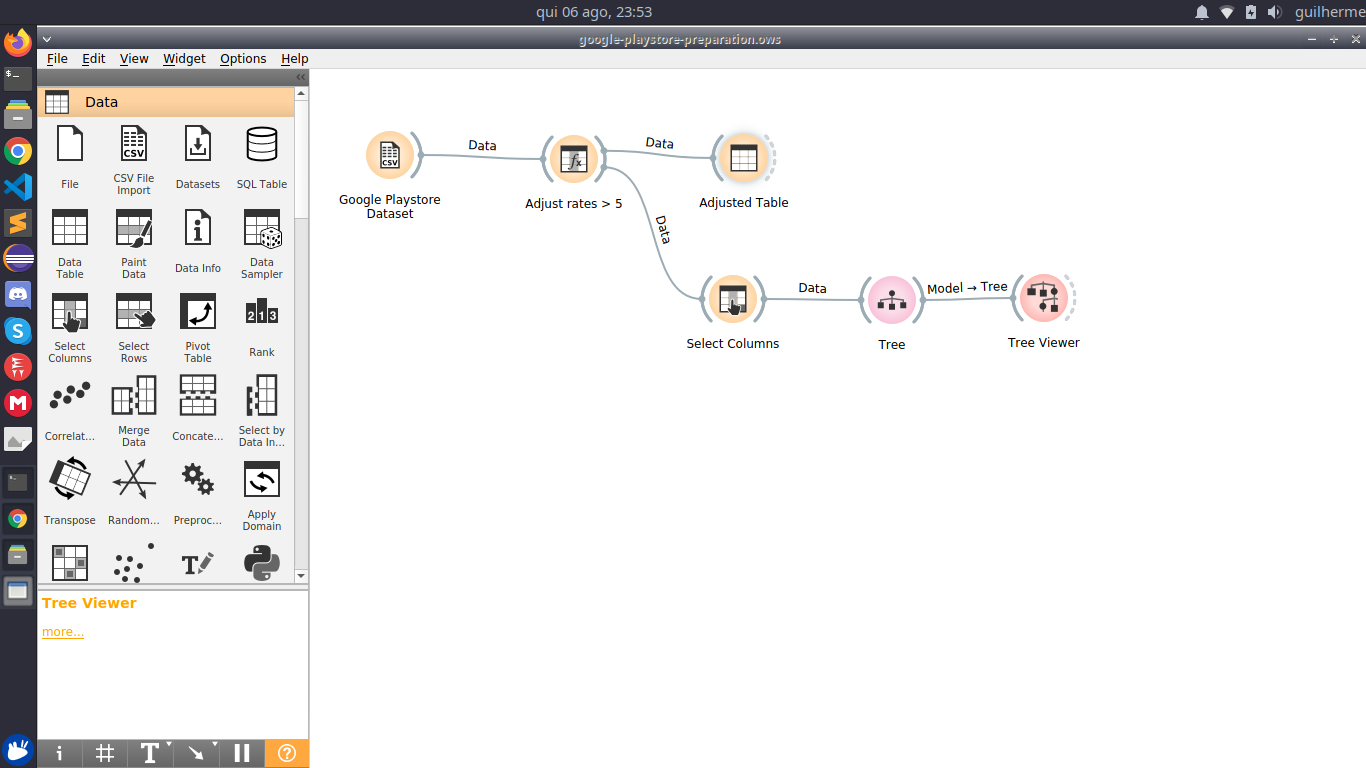 qui 06 ago, 23:53
guilherme
google-playstore-preparation.ows
File Edit View Widget Options Help
Data
File
CSV File
Import
Datasets
SQL Table
Data
Table
Paint
Data
Data Info
Data
Sampler
Select
Columns
Select
Rows
Pivot
Table
Rank
Correlat...
Merge
Data
Concate...
Select by
Data In...
Transpose
Random...
Preproc...
Apply
Domain
Tree Viewer
more...
Google Playstore
Dataset
Data
Adjust rates > 5
Data
Adjusted Table
Data
Select Columns
Data
Tree
Model → Tree
Tree Viewer